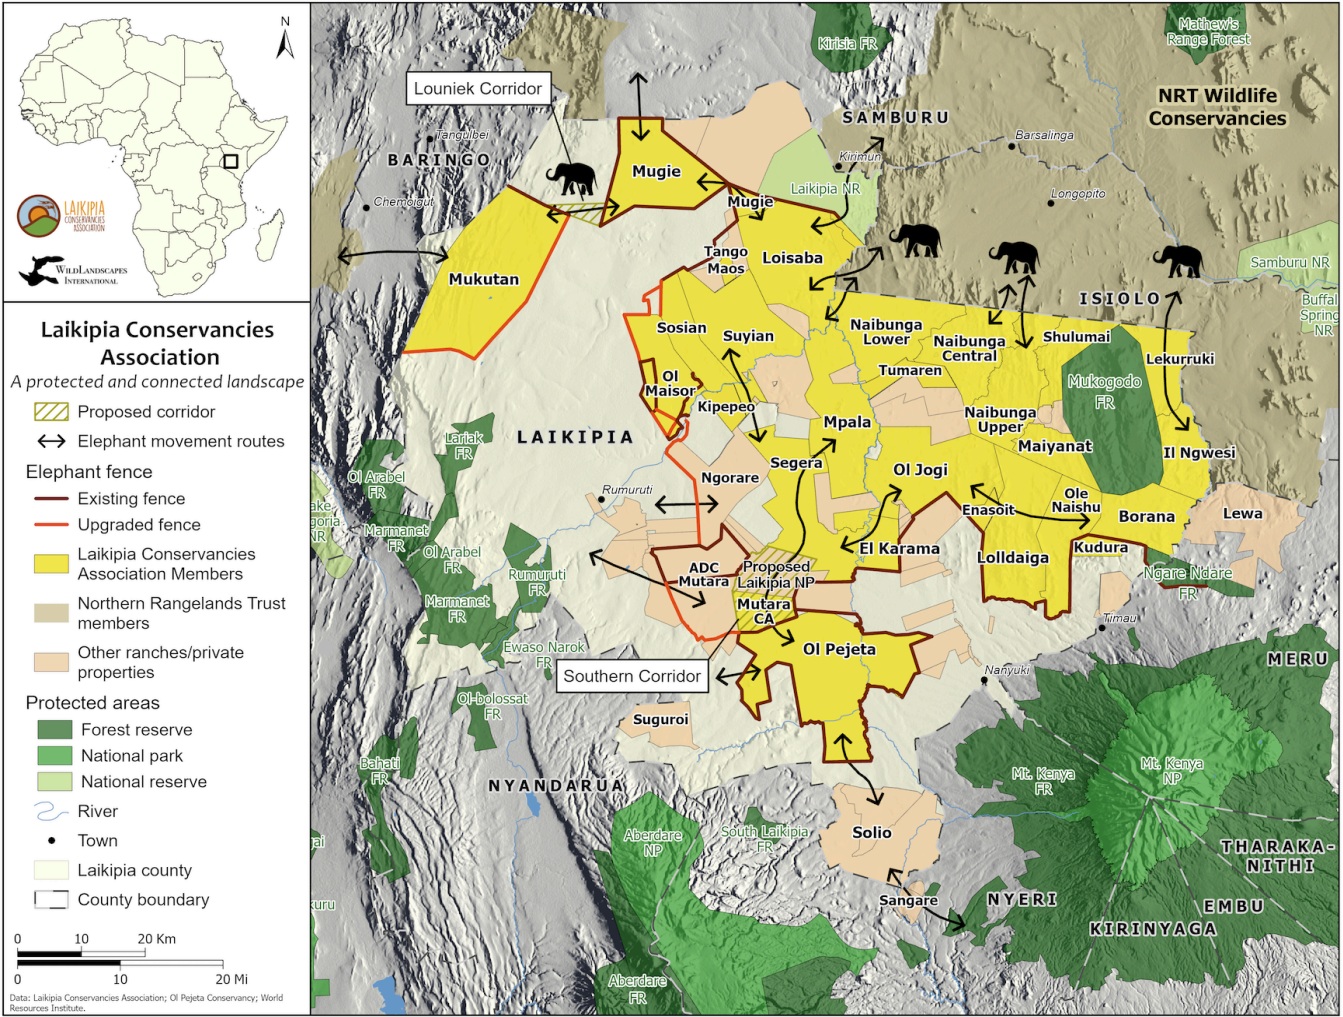 N
LAIKIPIA
CONSERVANCIES
ASSOCIATION
WILDLANDSCAPES
INTERNATIONAL
Laikipia Conservancies
Association
A protected and connected landscape
Proposed corridor
Elephant movement routes
Elephant fence
Existing fence
Upgraded fence
Laikipia Conservancies
Association Members
Northern Rangelands Trust
members
Other ranches/private
properties
Protected areas
Forest reserve
National park
National reserve
River
Town
Laikipia county
County boundary
0 10 20 Km
0 10 20 Mi
Data: Laikipia Conservancies Association; Ol Pejeta Conservancy; World
Resources Institute.
Kirisia FR
Mathew's
Range Forest
Louniek Corridor
NRT Wildlife
Conservancies
SAMBURU
Tangulbei
BARINGO
Barsalinga
Kirimun
Mugie
Laikipia NR
Longopito
Chemoigut
Mugie
Tango
Maos
Loisaba
Samburu NR
Mukutan
ISIOLO
Buffal
Spring
NR
Sosian
Suyian
Naibunga
Lower
Naibunga
Central
Shulumai
Lekurruki
Tumaren
Ol
Maisor
Mukogodo
FR
Kipepeo
Mpala
Naibunga
Upper
LAIKIPIA
Lariak
FR
Maiyanat
Il Ngwesi
Segera
Ol Jogi
Ngorare
Ol Arabel
FR
Rumuruti
Enasoit
Ole
Naishu
Borana
Lewa
ake
goria
NR
Marmanet
FR
Ol Arabel
FR
El Karama
Lolldaiga
Kudura
Rumuruti
FR
ADC
Mutara
Proposed
Laikipia NP
Ngare Ndare
FR
Marmanet
FR
Mutara
CA
Timau
Ewaso Narok
FR
Ol Pejeta
MERU
Southern Corridor
Nanyuki
Ol-bolossat
FR
Suguroi
Bahati
FR
NYANDARUA
Mt. Kenya
FR
Mt. Kenya
NP
Aberdare
NP
South Laikipia
FR
Solio
ai
THARAKA-
NITHI
kuru
Sangare
NYERI
EMBU
KIRINYAGA
Aberdare
FR